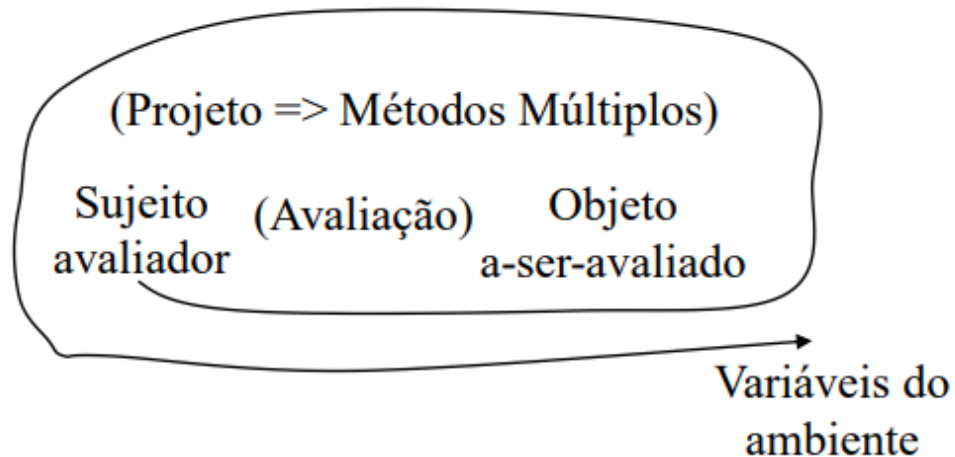 (Projeto => Métodos Múltiplos)
Sujeito
avaliador
(Avaliação)
Objeto
a-ser-avaliado
Variáveis do
ambiente